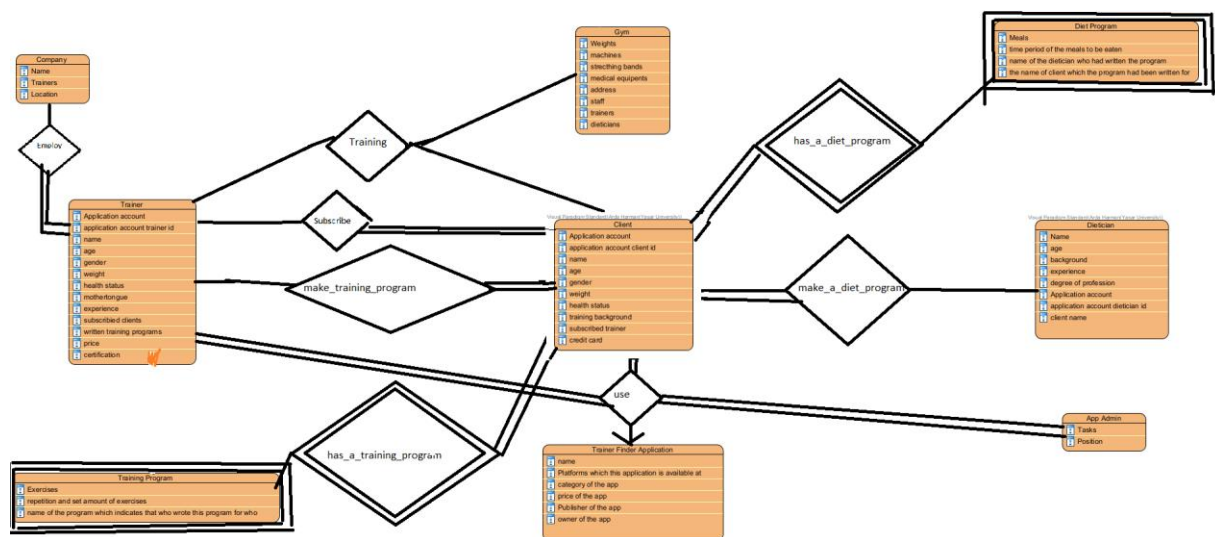 Company
Name
Trainers
Location
Employ
Gym
Weights
machines
strecthing bands
medical equipents
address
staff
trainers
dieticians
Diet Program
Meals
time period of the meals to be eaten
name of the dietician who had written the program
the name of client which the program had been written for
Training
has_a_diet_program
Trainer
Application account
application account trainer id
name
age
gender
weight
health status
mothertongue
experience
subscribied clients
written training programs
price
certification
Subscribe
make_training_program
Client
Application account
application account client id
name
age
gender
weight
health status
training background
subscribed trainer
credit card
make_a_diet_program
Dietician
Name
age
background
experience
degree of profession
Application account
application account dietician id
client name
use
App Admin
Tasks
Position
has_a_training_program
Training Program
Exercises
repetition and set amount of exercises
name of the program which indicates that who wrote this program for who
Trainer Finder Application
name
Platforms which this application is available at
category of the app
price of the app
Publisher of the app
owner of the app